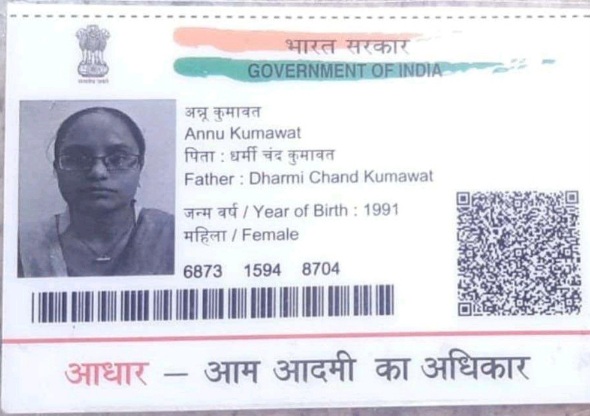 भारत सरकार
GOVERNMENT OF INDIA
अन्नू कुमावत
Annu Kumawat
पिता : धर्मी चंद कुमावत
Father : Dharmi Chand Kumawat
जन्म वर्ष / Year of Birth : 1991
महिला / Female
6873 1594 8704
आधार – आम आदमी का अधिकार